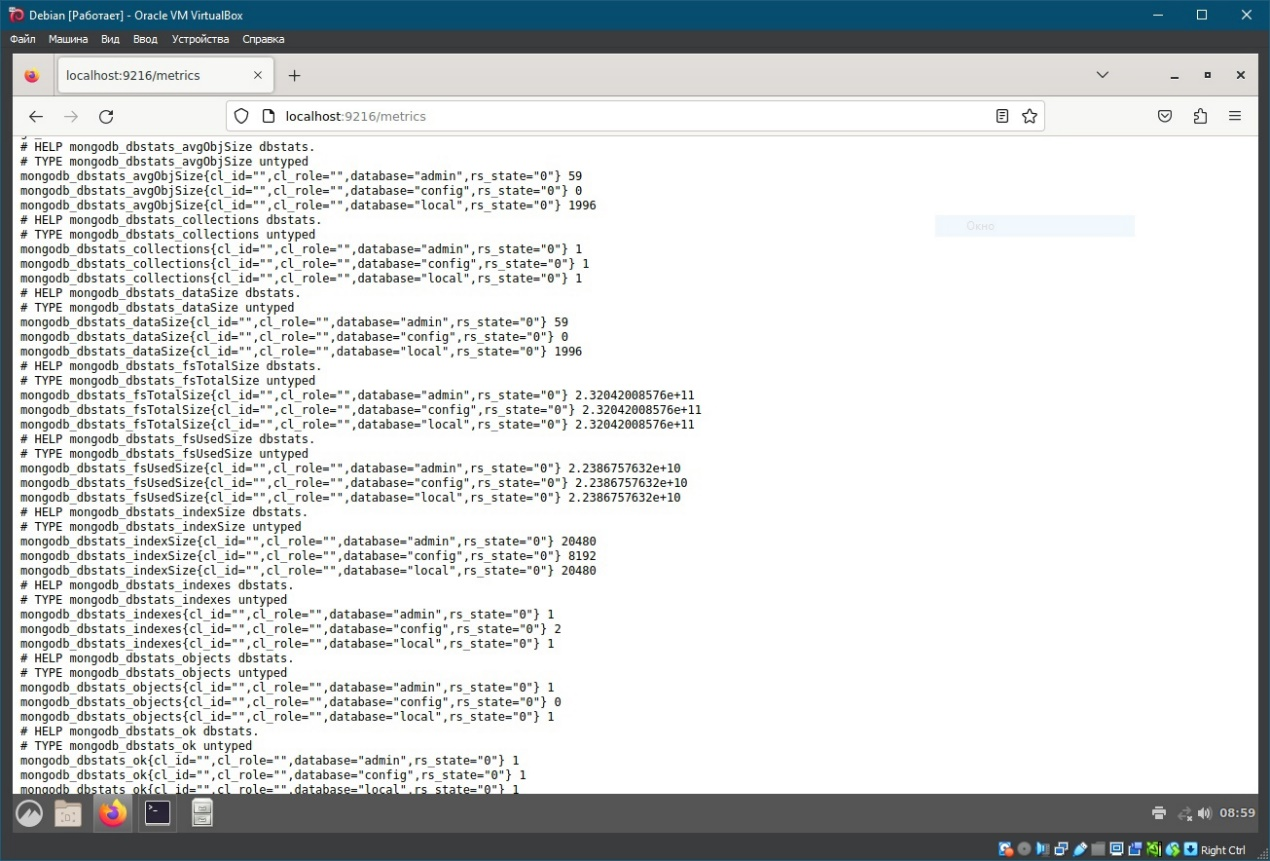 Debian [Работает] - Oracle VM VirtualBox
Файл Машина Вид Ввод Устройства Справка
localhost:9216/metrics
localhost:9216/metrics
# HELP mongodb_dbstats_avgObjSize dbstats.
# TYPE mongodb_dbstats_avgObjSize untyped
mongodb_dbstats_avgObjSize{cl_id="",cl_role="",database="admin",rs_state="0"} 59
mongodb_dbstats_avgObjSize{cl_id="",cl_role="",database="config",rs_state="0"} 0
mongodb_dbstats_avgObjSize{cl_id="",cl_role="",database="local",rs_state="0"} 1996
# HELP mongodb_dbstats_collections dbstats.
# TYPE mongodb_dbstats_collections untyped
mongodb_dbstats_collections{cl_id="",cl_role="",database="admin",rs_state="0"} 1
mongodb_dbstats_collections{cl_id="",cl_role="",database="config",rs_state="0"} 1
mongodb_dbstats_collections{cl_id="",cl_role="",database="local",rs_state="0"} 1
# HELP mongodb_dbstats_dataSize dbstats.
# TYPE mongodb_dbstats_dataSize untyped
mongodb_dbstats_dataSize{cl_id="",cl_role="",database="admin",rs_state="0"} 59
mongodb_dbstats_dataSize{cl_id="",cl_role="",database="config",rs_state="0"} 0
mongodb_dbstats_dataSize{cl_id="",cl_role="",database="local",rs_state="0"} 1996
# HELP mongodb_dbstats_fsTotalSize dbstats.
# TYPE mongodb_dbstats_fsTotalSize untyped
mongodb_dbstats_fsTotalSize{cl_id="",cl_role="",database="admin",rs_state="0"} 2.32042008576e+11
mongodb_dbstats_fsTotalSize{cl_id="",cl_role="",database="config",rs_state="0"} 2.32042008576e+11
mongodb_dbstats_fsTotalSize{cl_id="",cl_role="",database="local",rs_state="0"} 2.32042008576e+11
# HELP mongodb_dbstats_fsUsedSize dbstats.
# TYPE mongodb_dbstats_fsUsedSize untyped
mongodb_dbstats_fsUsedSize{cl_id="",cl_role="",database="admin",rs_state="0"} 2.2386757632e+10
mongodb_dbstats_fsUsedSize{cl_id="",cl_role="",database="config",rs_state="0"} 2.2386757632e+10
mongodb_dbstats_fsUsedSize{cl_id="",cl_role="",database="local",rs_state="0"} 2.2386757632e+10
# HELP mongodb_dbstats_indexSize dbstats.
# TYPE mongodb_dbstats_indexSize untyped
mongodb_dbstats_indexSize{cl_id="",cl_role="",database="admin",rs_state="0"} 20480
mongodb_dbstats_indexSize{cl_id="",cl_role="",database="config",rs_state="0"} 8192
mongodb_dbstats_indexSize{cl_id="",cl_role="",database="local",rs_state="0"} 20480
# HELP mongodb_dbstats_indexes dbstats.
# TYPE mongodb_dbstats_indexes untyped
mongodb_dbstats_indexes{cl_id="",cl_role="",database="admin",rs_state="0"} 1
mongodb_dbstats_indexes{cl_id="",cl_role="",database="config",rs_state="0"} 2
mongodb_dbstats_indexes{cl_id="",cl_role="",database="local",rs_state="0"} 1
# HELP mongodb_dbstats_objects dbstats.
# TYPE mongodb_dbstats_objects untyped
mongodb_dbstats_objects{cl_id="",cl_role="",database="admin",rs_state="0"} 1
mongodb_dbstats_objects{cl_id="",cl_role="",database="config",rs_state="0"} 0
mongodb_dbstats_objects{cl_id="",cl_role="",database="local",rs_state="0"} 1
# HELP mongodb_dbstats_ok dbstats.
# TYPE mongodb_dbstats_ok untyped
mongodb_dbstats_ok{cl_id="",cl_role="",database="admin",rs_state="0"} 1
mongodb_dbstats_ok{cl_id="",cl_role="",database="config",rs_state="0"} 1
mongodb_dbstats_ok{cl_id="",cl_role="",database="local",rs_state="0"} 1
Окно
08:59
Right Ctrl